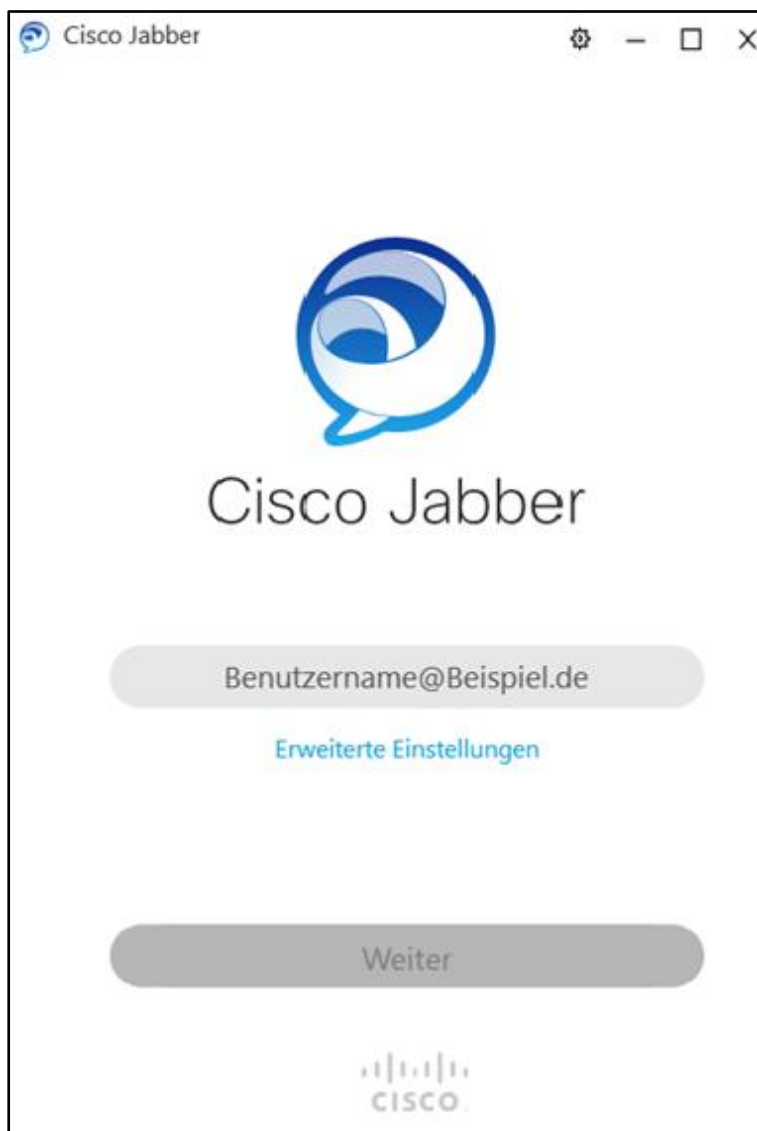 Cisco Jabber
Cisco Jabber
Benutzername@Beispiel.de
Erweiterte Einstellungen
Weiter
CISCO